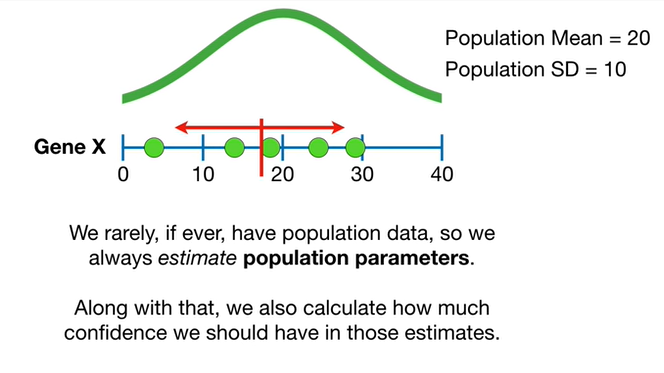 Population Mean = 20
Population SD = 10
Gene X
0 10 20 30 40
We rarely, if ever, have population data, so we
always estimate population parameters.
Along with that, we also calculate how much
confidence we should have in those estimates.